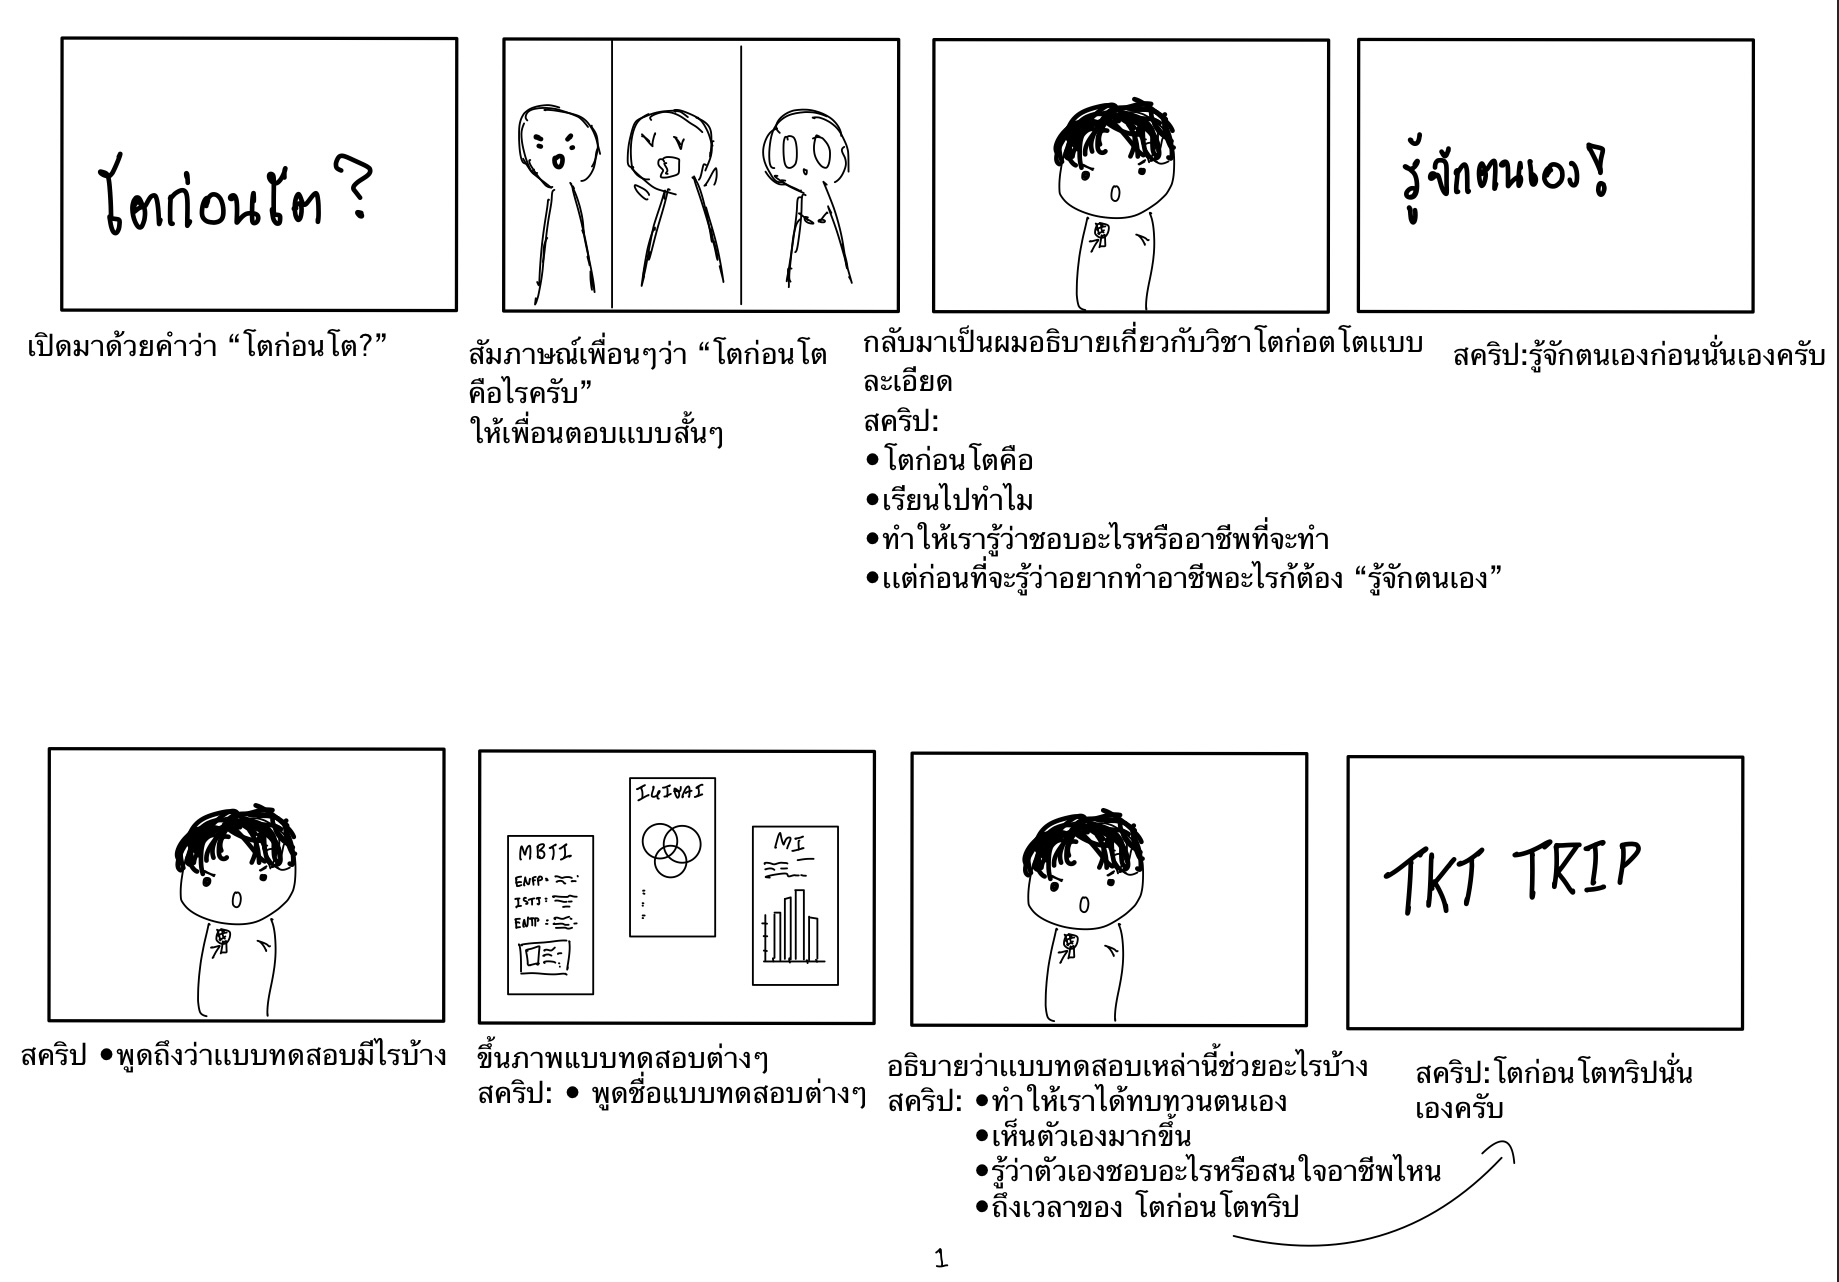 โตก่อนโต?
เปิดมาด้วยคำว่า “โตก่อนโต?”
สัมภาษณ์เพื่อนๆว่า “โตก่อนโต
คือไรครับ”
ให้เพื่อนตอบแบบสั้นๆ
กลับมาเป็นผมอธิบายเกี่ยวกับวิชาโตก่อตโตแบบ
ละเอียด
สคริป:
•โตก่อนโตคือ
•เรียนไปทำไม
•ทำให้เรารู้ว่าชอบอะไรหรืออาชีพที่จะทำ
•แต่ก่อนที่จะรู้ว่าอยากทำอาชีพอะไรก้ต้อง “รู้จักตนเอง”
รู้จักตนเอง!
สคริป:รู้จักตนเองก่อนนั่นเองครับ
สคริป •พูดถึงว่าแบบทดสอบมีไรบ้าง
MBTI
ENFP:
ISTJ:
ENTP:
MI
ขึ้นภาพแบบทดสอบต่างๆ
สคริป: • พูดชื่อแบบทดสอบต่างๆ
อธิบายว่าแบบทดสอบเหล่านี้ช่วยอะไรบ้าง
สคริป: •ทำให้เราได้ทบทวนตนเอง
•เห็นตัวเองมากขึ้น
•รู้ว่าตัวเองชอบอะไรหรือสนใจอาชีพไหน
•ถึงเวลาของ โตก่อนโตทริป
TKT TRIP
สคริป:โตก่อนโตทริปนั่น
เองครับ
1